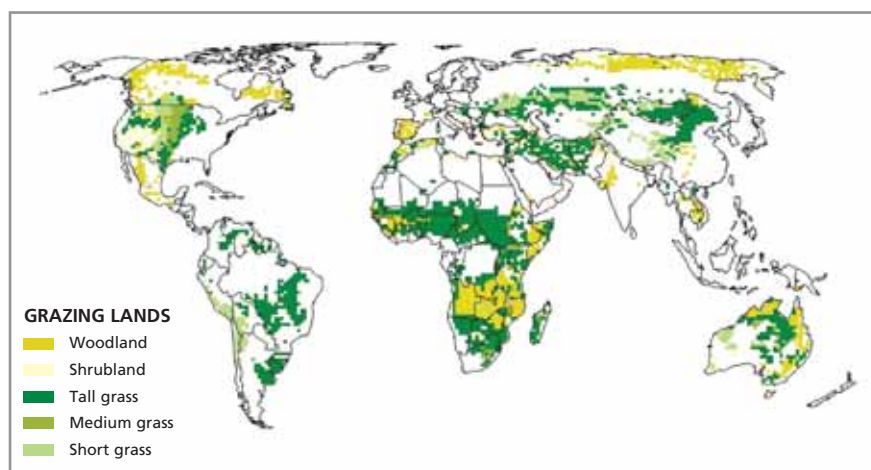 GRAZING LANDS
Woodland
Shrubland
Tall grass
Medium grass
Short grass